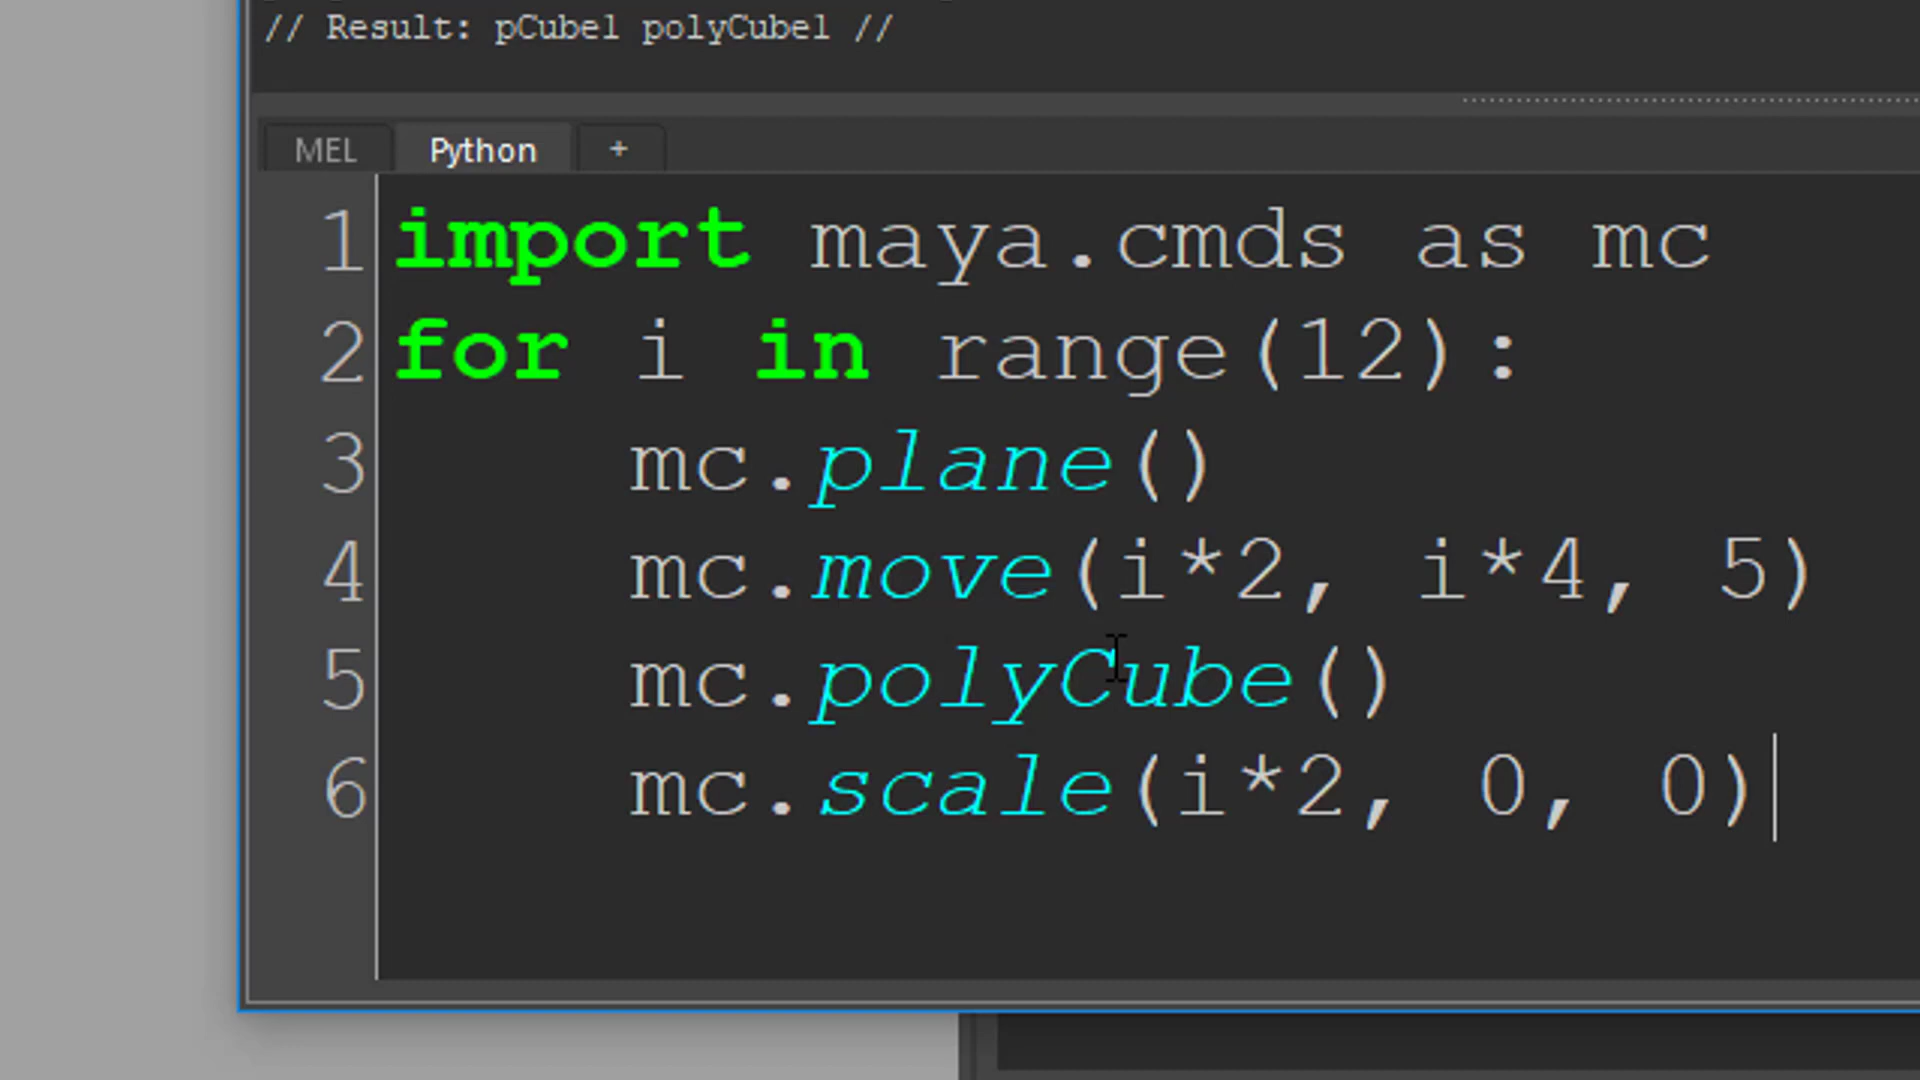 // Result: pCube1 polyCube1 //
MEL Python +
1 import maya.cmds as mc
2 for i in range(12):
3     mc.plane()
4     mc.move(i*2, i*4, 5)
5     mc.polyCube()
6     mc.scale(i*2, 0, 0)